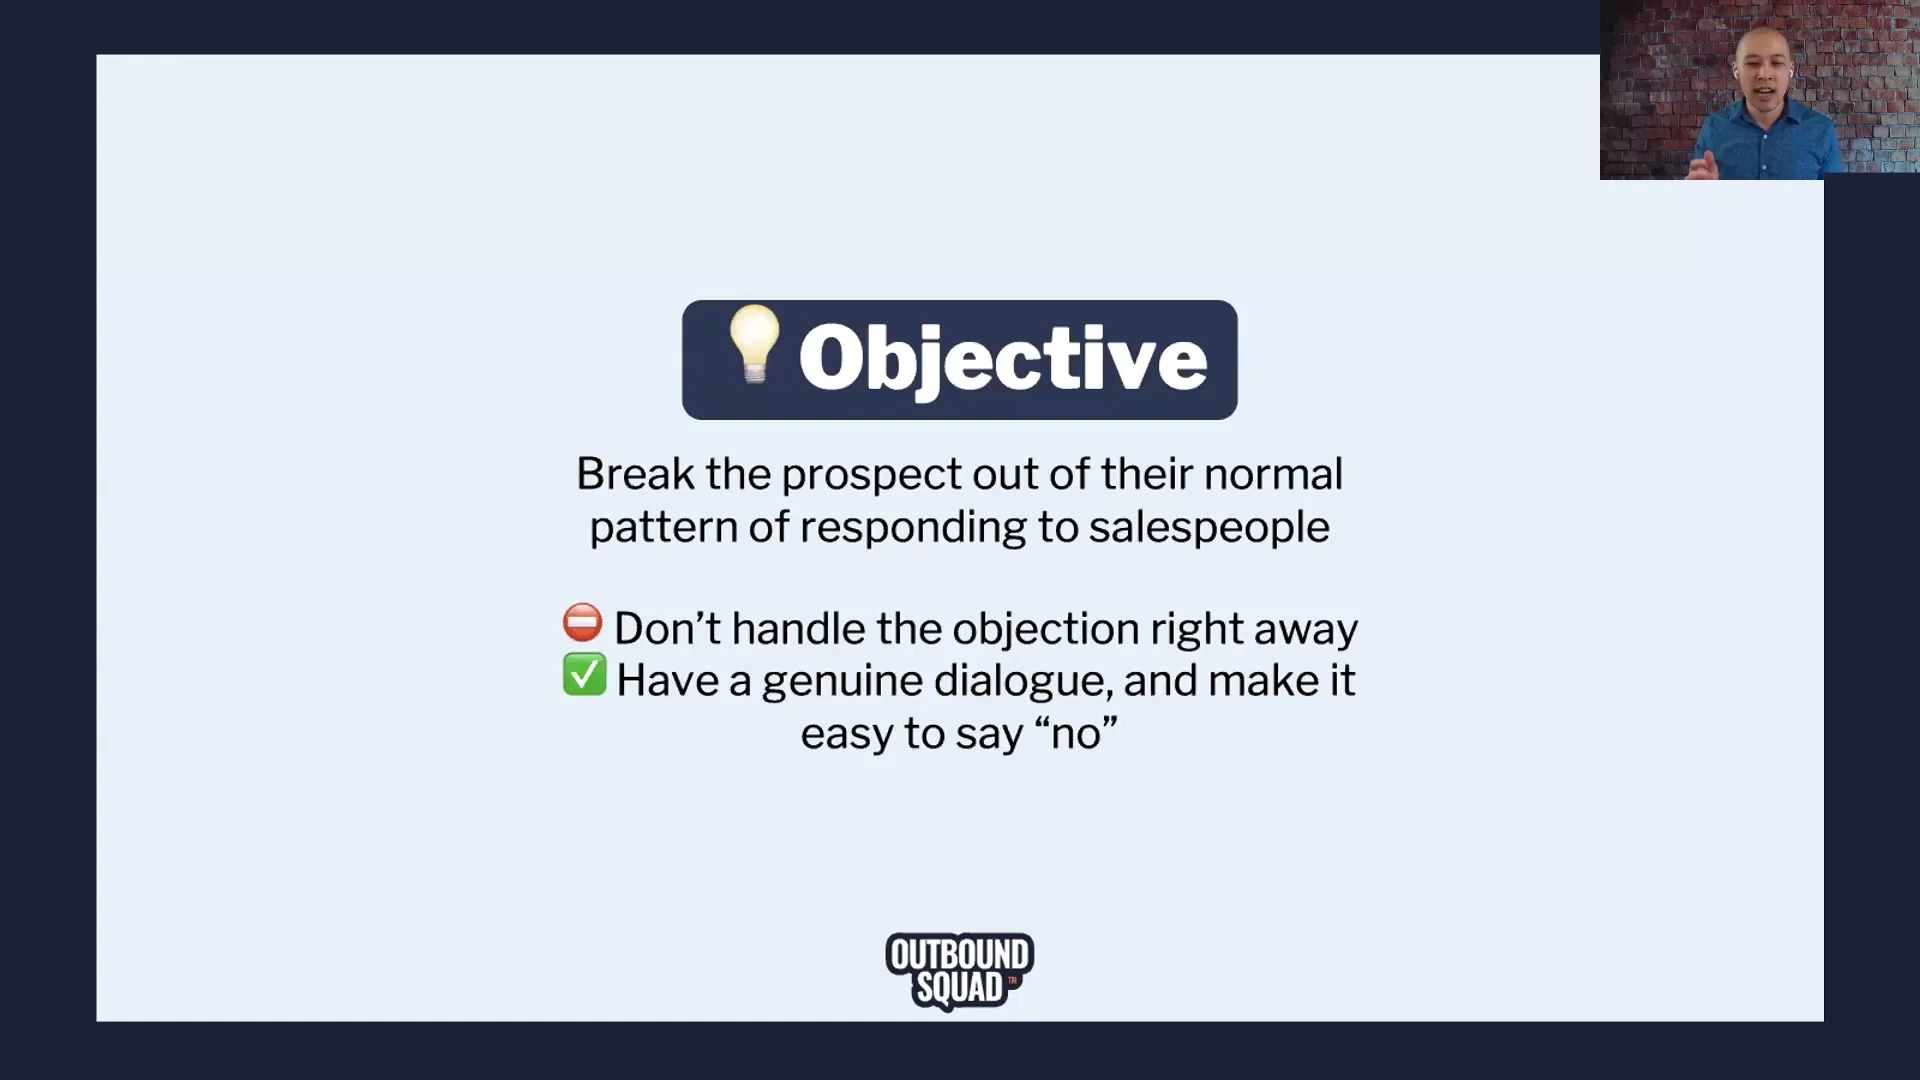 Objective
Break the prospect out of their normal
pattern of responding to salespeople
⛔ Don’t handle the objection right away
✅ Have a genuine dialogue, and make it
easy to say “no”
OUTBOUND
SQUAD™